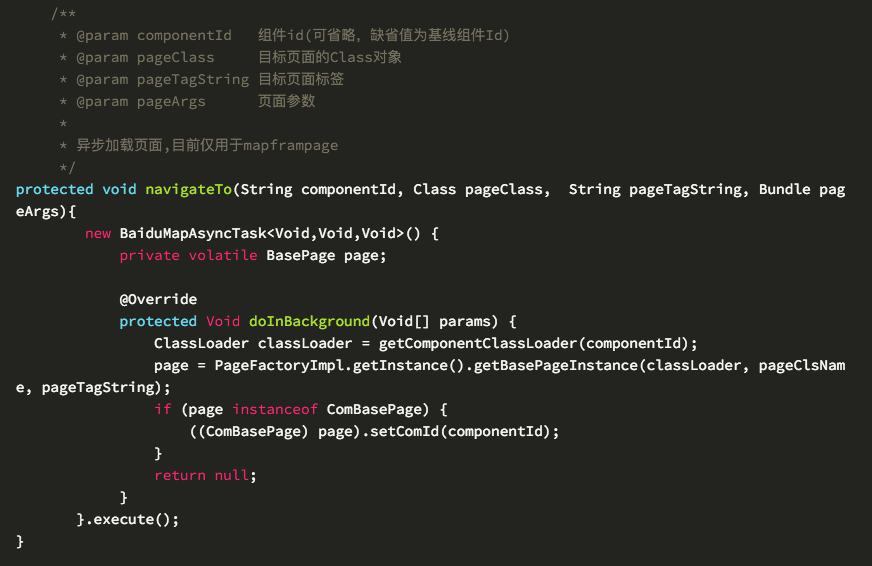 /**
 * @param componentId   组件id(可省略, 缺省值为基线组件Id)
 * @param pageClass     目标页面的Class对象
 * @param pageTagString 目标页面标签
 * @param pageArgs      页面参数
 *
 * 异步加载页面,目前仅用于mapframpage
 */
protected void navigateTo(String componentId, Class pageClass,  String pageTagString, Bundle pag
eArgs){
        new BaiduMapAsyncTask<Void,Void,Void>() {
            private volatile BasePage page;

            @Override
            protected Void doInBackground(Void[] params) {
                ClassLoader classLoader = getComponentClassLoader(componentId);
                page = PageFactoryImpl.getInstance().getBasePageInstance(classLoader, pageClsNam
e, pageTagString);
                if (page instanceof ComBasePage) {
                    ((ComBasePage) page).setComId(componentId);
                }
                return null;
            }
       }.execute();
}